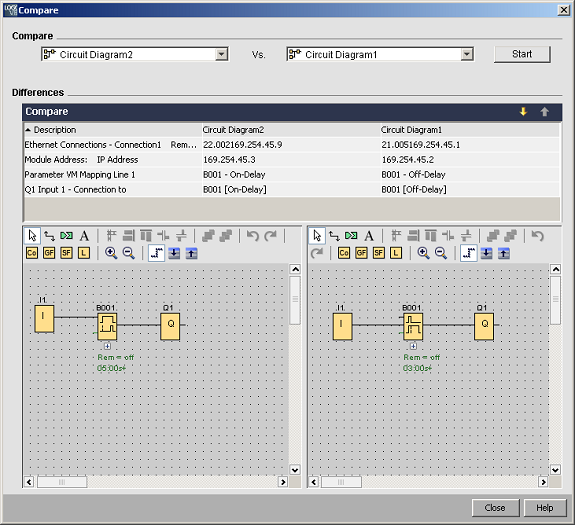 Compare
Compare
Circuit Diagram2 Vs. Circuit Diagram1 Start
Differences
Compare
Description Circuit Diagram2 Circuit Diagram1
Ethernet Connections - Connection1 Rem... 22.002169.254.45.9 21.005169.254.45.1
Module Address: IP Address 169.254.45.3 169.254.45.2
Parameter VM Mapping Line 1 B001 - On-Delay B001 - Off-Delay
Q1 Input 1 - Connection to B001 [On-Delay] B001 [Off-Delay]
A
Co GF SF L
I1 B001 Q1
I Q
Rem = off
05:00s+
A
Co GF SF L
I1 B001 Q1
I Q
Rem = off
03:00s+
Close Help